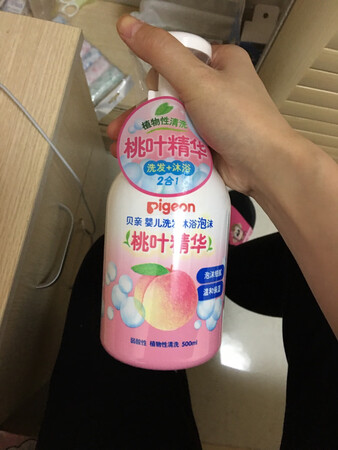 植物性清洗
桃叶精华
洗发+沐浴
2合1
Pigeon
贝亲 婴儿洗发沐浴泡沫
桃叶精华
泡沫细腻
温和保湿
弱酸性 植物性清洗 500ml